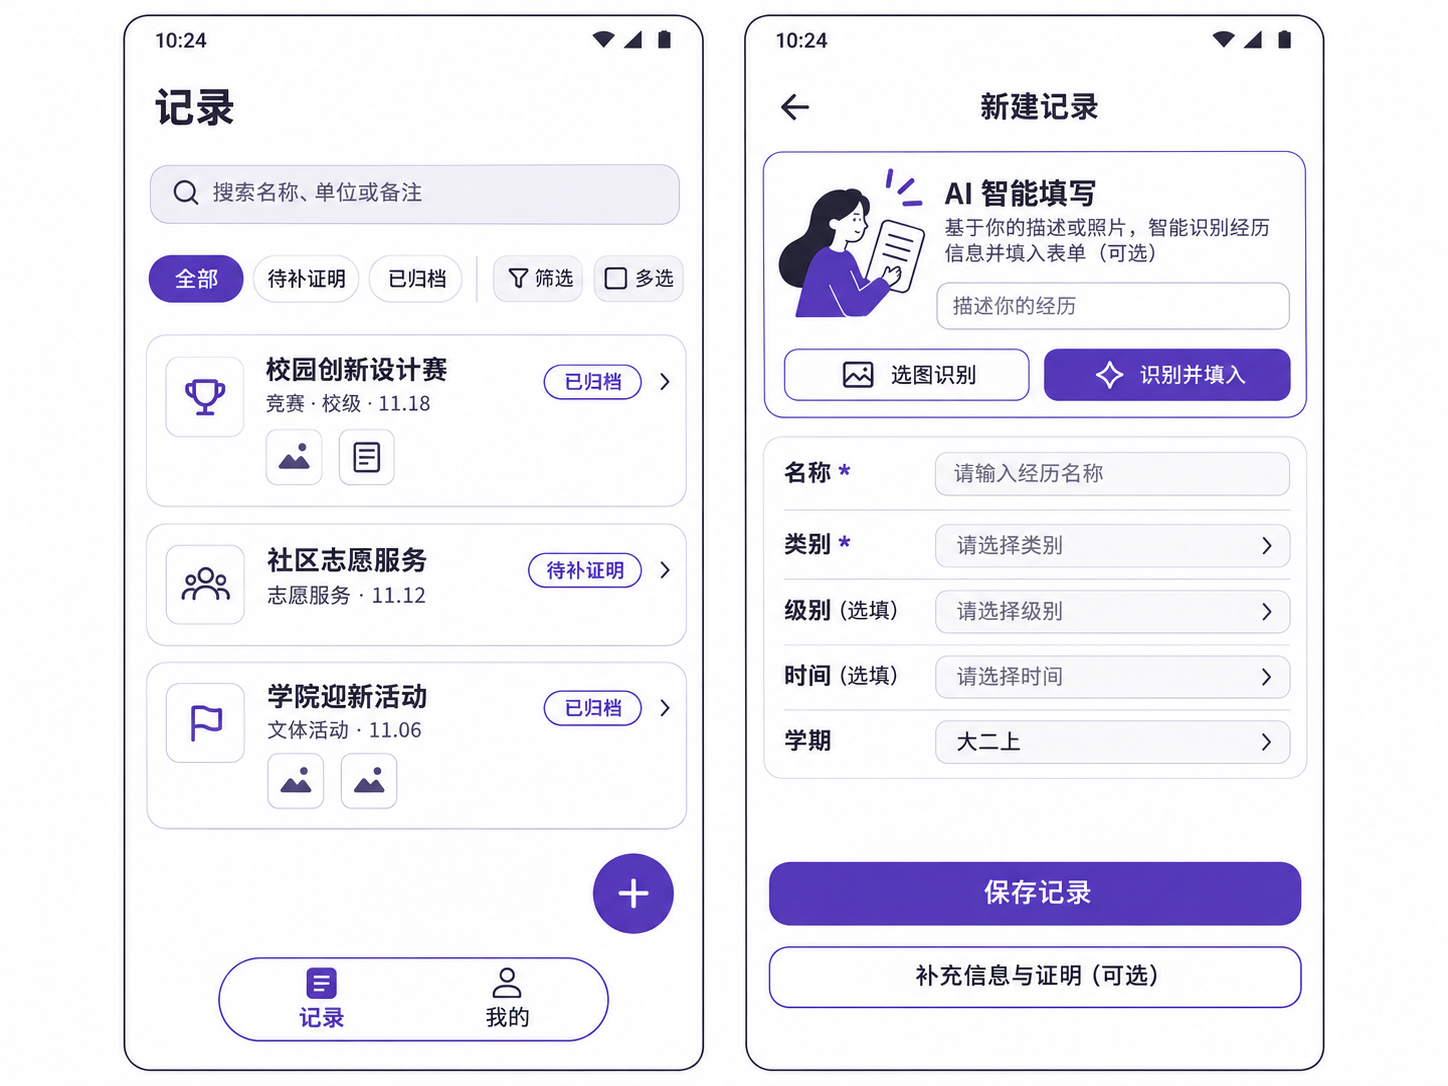 10:24
记录
搜索名称、单位或备注
全部
待补证明
已归档
筛选
多选
校园创新设计赛
竞赛 · 校级 · 11.18
已归档
社区志愿服务
志愿服务 · 11.12
待补证明
学院迎新活动
文体活动 · 11.06
已归档
记录
我的
10:24
新建记录
AI 智能填写
基于你的描述或照片，智能识别经历
信息并填入表单（可选）
描述你的经历
选图识别
识别并填入
名称 *
请输入经历名称
类别 *
请选择类别
级别 (选填)
请选择级别
时间 (选填)
请选择时间
学期
大二上
保存记录
补充信息与证明 (可选)